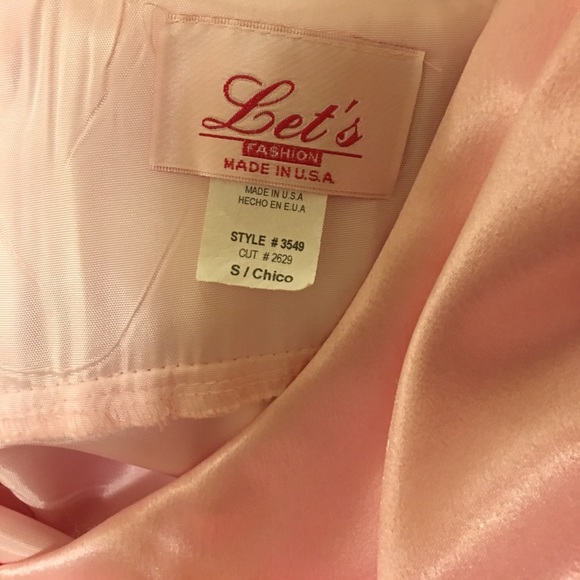 Let's
FASHION
MADE IN U.S.A.
MADE IN U.S.A
HECHO EN E.U.A
STYLE # 3549
CUT # 2629
S / Chico